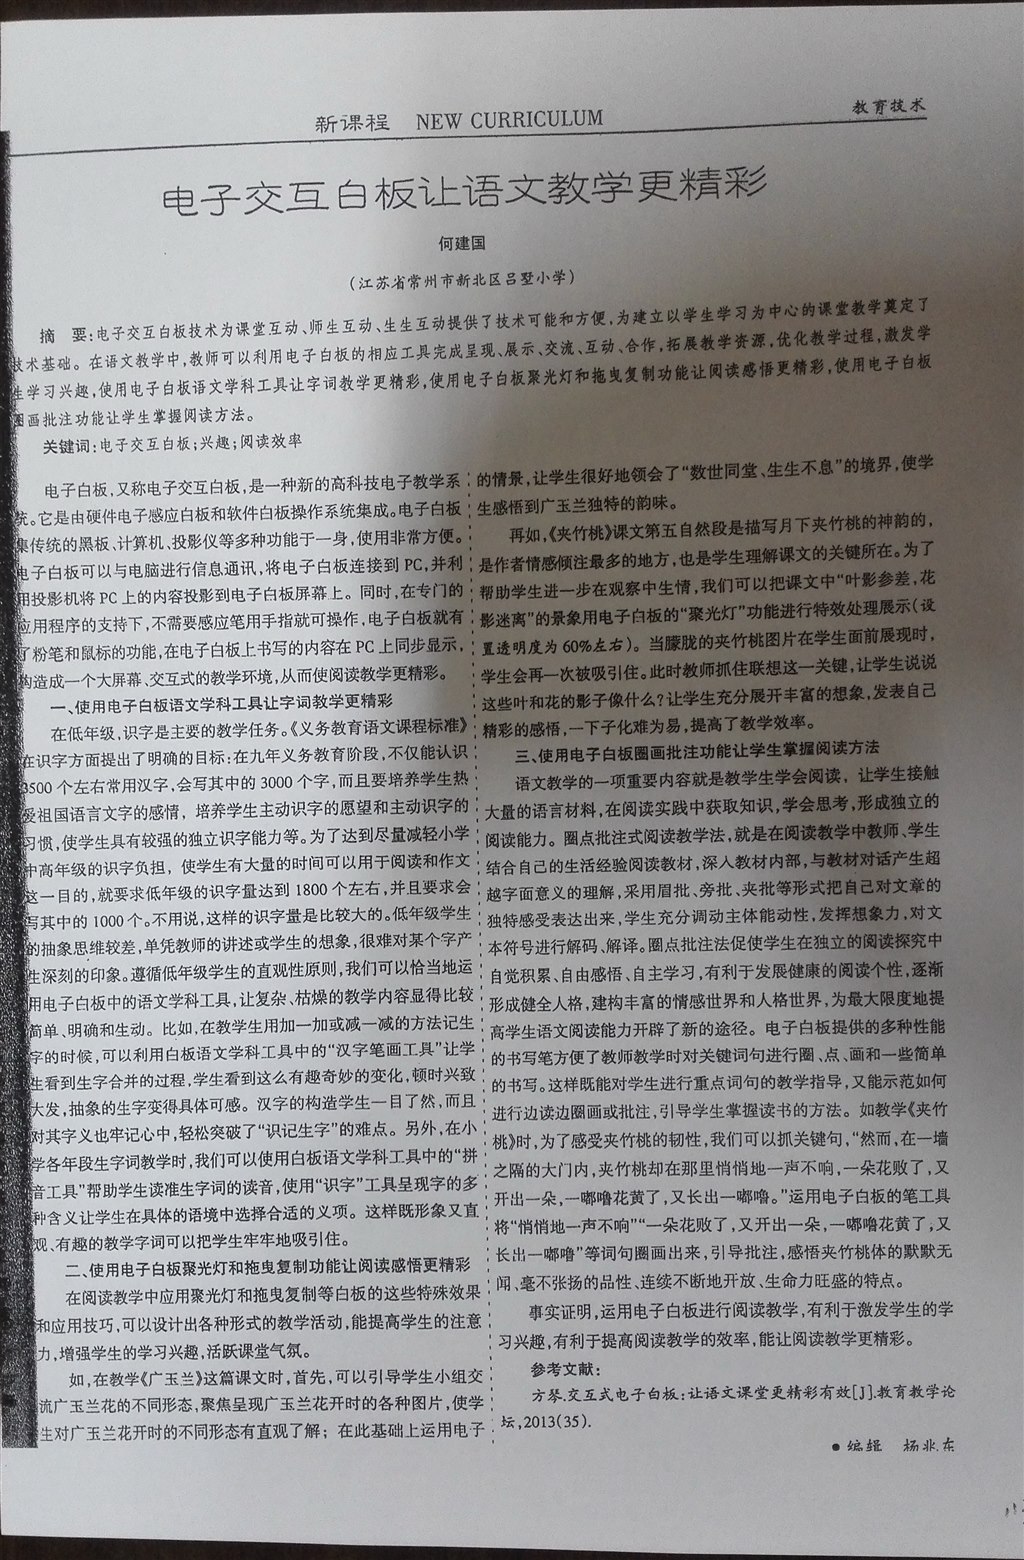 新课程 NEW CURRICULUM
教育技术
电子交互白板让语文教学更精彩
何建国
(江苏省常州市新北区吕墅小学)
摘 要:电子交互白板技术为课堂互动、师生互动、生生互动提供了技术可能和方便,为建立以学生学习为中心的课堂教学奠定了
技术基础。在语文教学中,教师可以利用电子白板的相应工具完成呈现、展示、交流、互动、合作,拓展教学资源,优化教学过程,激发学
生学习兴趣,使用电子白板语文学科工具让字词教学更精彩,使用电子白板聚光灯和拖曳复制功能让阅读感悟更精彩,使用电子白板
圈画批注功能让学生掌握阅读方法。
关键词:电子交互白板;兴趣;阅读效率
电子白板,又称电子交互白板,是一种新的高科技电子教学系
统。它是由硬件电子感应白板和软件白板操作系统集成。电子白板
集传统的黑板、计算机、投影仪等多种功能于一身,使用非常方便。
电子白板可以与电脑进行信息通讯,将电子白板连接到 PC,并利
用投影机将 PC 上的内容投影到电子白板屏幕上。同时,在专门的
应用程序的支持下,不需要感应笔用手指就可操作,电子白板就有
了粉笔和鼠标的功能,在电子白板上书写的内容在 PC 上同步显示,
构造成一个大屏幕、交互式的教学环境,从而使阅读教学更精彩。
一、使用电子白板语文学科工具让字词教学更精彩
在低年级,识字是主要的教学任务。《义务教育语文课程标准》
在识字方面提出了明确的目标:在九年义务教育阶段,不仅能认识
3500 个左右常用汉字,会写其中的 3000 个字,而且要培养学生热
爱祖国语言文字的感情，培养学生主动识字的愿望和主动识字的
习惯,使学生具有较强的独立识字能力等。为了达到尽量减轻小学
中高年级的识字负担，使学生有大量的时间可以用于阅读和作文
这一目的,就要求低年级的识字量达到 1800 个左右,并且要求会
写其中的 1000 个。不用说,这样的识字量是比较大的。低年级学生
的抽象思维较差,单凭教师的讲述或学生的想象,很难对某个字产
生深刻的印象。遵循低年级学生的直观性原则,我们可以恰当地运
用电子白板中的语文学科工具,让复杂、枯燥的教学内容显得比较
简单、明确和生动。比如,在教学生用加一加或减一减的方法记生
字的时候,可以利用白板语文学科工具中的“汉字笔画工具”让学
生看到生字合并的过程,学生看到这么有趣奇妙的变化,顿时兴致
大发,抽象的生字变得具体可感。汉字的构造学生一目了然,而且
对其字义也牢记心中,轻松突破了“识记生字”的难点。另外,在小
学各年段生字词教学时,我们可以使用白板语文学科工具中的“拼
音工具”帮助学生读准生字词的读音,使用“识字”工具呈现字的多
种含义让学生在具体的语境中选择合适的义项。这样既形象又直
观、有趣的教学字词可以把学生牢牢地吸引住。
二、使用电子白板聚光灯和拖曳复制功能让阅读感悟更精彩
在阅读教学中应用聚光灯和拖曳复制等白板的这些特殊效果
和应用技巧,可以设计出各种形式的教学活动,能提高学生的注意
力,增强学生的学习兴趣,活跃课堂气氛。
如,在教学《广玉兰》这篇课文时,首先,可以引导学生小组交
流广玉兰花的不同形态,聚焦呈现广玉兰花开时的各种图片,使学
生对广玉兰花开时的不同形态有直观了解；在此基础上运用电子
的情景,让学生很好地领会了“数世同堂、生生不息”的境界,使学
生感悟到广玉兰独特的韵味。
再如,《夹竹桃》课文第五自然段是描写月下夹竹桃的神韵的,
是作者情感倾注最多的地方,也是学生理解课文的关键所在。为了
帮助学生进一步在观察中生情,我们可以把课文中“叶影参差,花
影迷离”的景象用电子白板的“聚光灯”功能进行特效处理展示(设
置透明度为 60%左右)。当朦胧的夹竹桃图片在学生面前展现时,
学生会再一次被吸引住。此时教师抓住联想这一关键,让学生说说
这些叶和花的影子像什么?让学生充分展开丰富的想象,发表自己
精彩的感悟,一下子化难为易,提高了教学效率。
三、使用电子白板圈画批注功能让学生掌握阅读方法
语文教学的一项重要内容就是教学生学会阅读，让学生接触
大量的语言材料,在阅读实践中获取知识,学会思考,形成独立的
阅读能力。圈点批注式阅读教学法,就是在阅读教学中教师、学生
结合自己的生活经验阅读教材,深入教材内部,与教材对话产生超
越字面意义的理解,采用眉批、旁批、夹批等形式把自己对文章的
独特感受表达出来,学生充分调动主体能动性,发挥想象力,对文
本符号进行解码、解译。圈点批注法促使学生在独立的阅读探究中
自觉积累、自由感悟、自主学习,有利于发展健康的阅读个性,逐渐
形成健全人格,建构丰富的情感世界和人格世界,为最大限度地提
高学生语文阅读能力开辟了新的途径。电子白板提供的多种性能
的书写笔方便了教师教学时对关键词句进行圈、点、画和一些简单
的书写。这样既能对学生进行重点词句的教学指导,又能示范如何
进行边读边圈画或批注,引导学生掌握读书的方法。如教学《夹竹
桃》时,为了感受夹竹桃的韧性,我们可以抓关键句,“然而,在一墙
之隔的大门内,夹竹桃却在那里悄悄地一声不响,一朵花败了,又
开出一朵,一嘟噜花黄了,又长出一嘟噜。”运用电子白板的笔工具
将“悄悄地一声不响”“一朵花败了,又开出一朵,一嘟噜花黄了,又
长出一嘟噜”等词句圈画出来,引导批注,感悟夹竹桃体的默默无
闻、毫不张扬的品性、连续不断地开放、生命力旺盛的特点。
事实证明,运用电子白板进行阅读教学,有利于激发学生的学
习兴趣,有利于提高阅读教学的效率,能让阅读教学更精彩。
参考文献:
方琴.交互式电子白板:让语文课堂更精彩有效[J].教育教学论
坛,2013(35).
●编辑 杨兆东